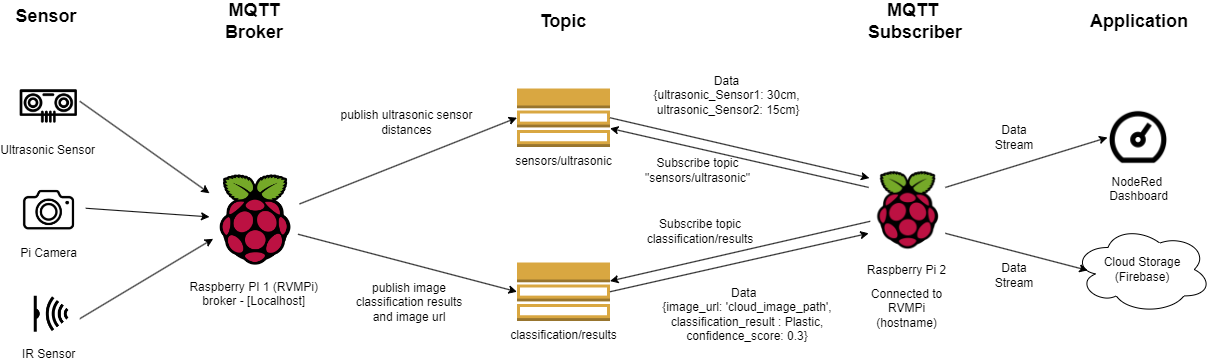 Sensor
MQTT
Broker
Topic
MQTT
Subscriber
Application
Ultrasonic Sensor
Pi Camera
IR Sensor
Raspberry PI 1 (RVMPi)
broker - [Localhost]
publish ultrasonic sensor
distances
publish image
classification results
and image url
sensors/ultrasonic
classification/results
Data
{ultrasonic_Sensor1: 30cm,
ultrasonic_Sensor2: 15cm}
Subscribe topic
"sensors/ultrasonic"
Subscribe topic
classification/results
Data
{image_url: 'cloud_image_path',
classification_result : Plastic,
confidence_score: 0.3}
Raspberry Pi 2
Connected to
RVMPi
(hostname)
Data
Stream
Data
Stream
NodeRed
Dashboard
Cloud Storage
(Firebase)